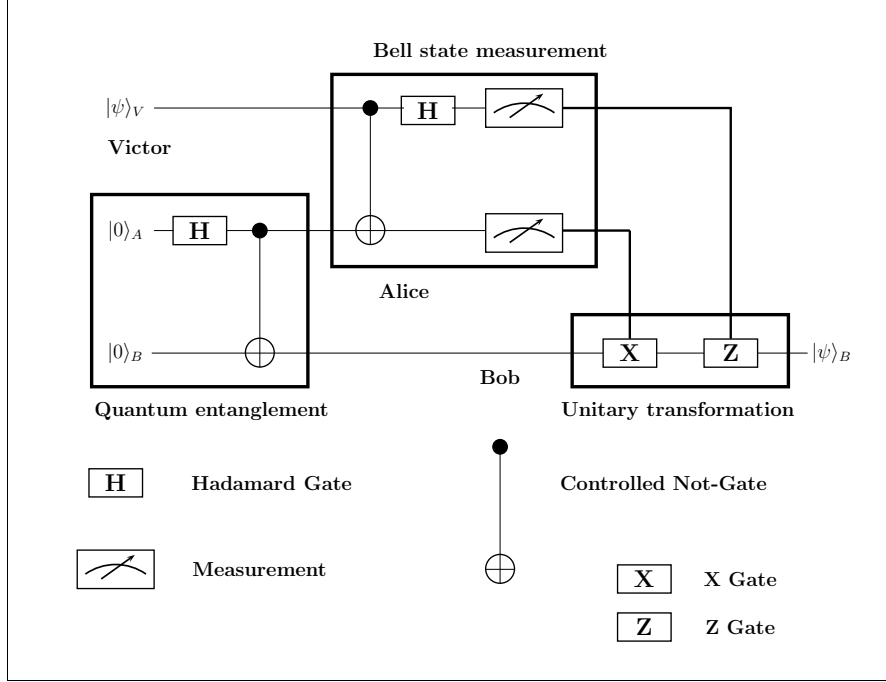 Bell state measurement
|ψ⟩_V
H
Victor
|0⟩_A
H
Alice
|0⟩_B
X
Z
|ψ⟩_B
Bob
Quantum entanglement
Unitary transformation
H
Hadamard Gate
Controlled Not-Gate
Measurement
X
X Gate
Z
Z Gate